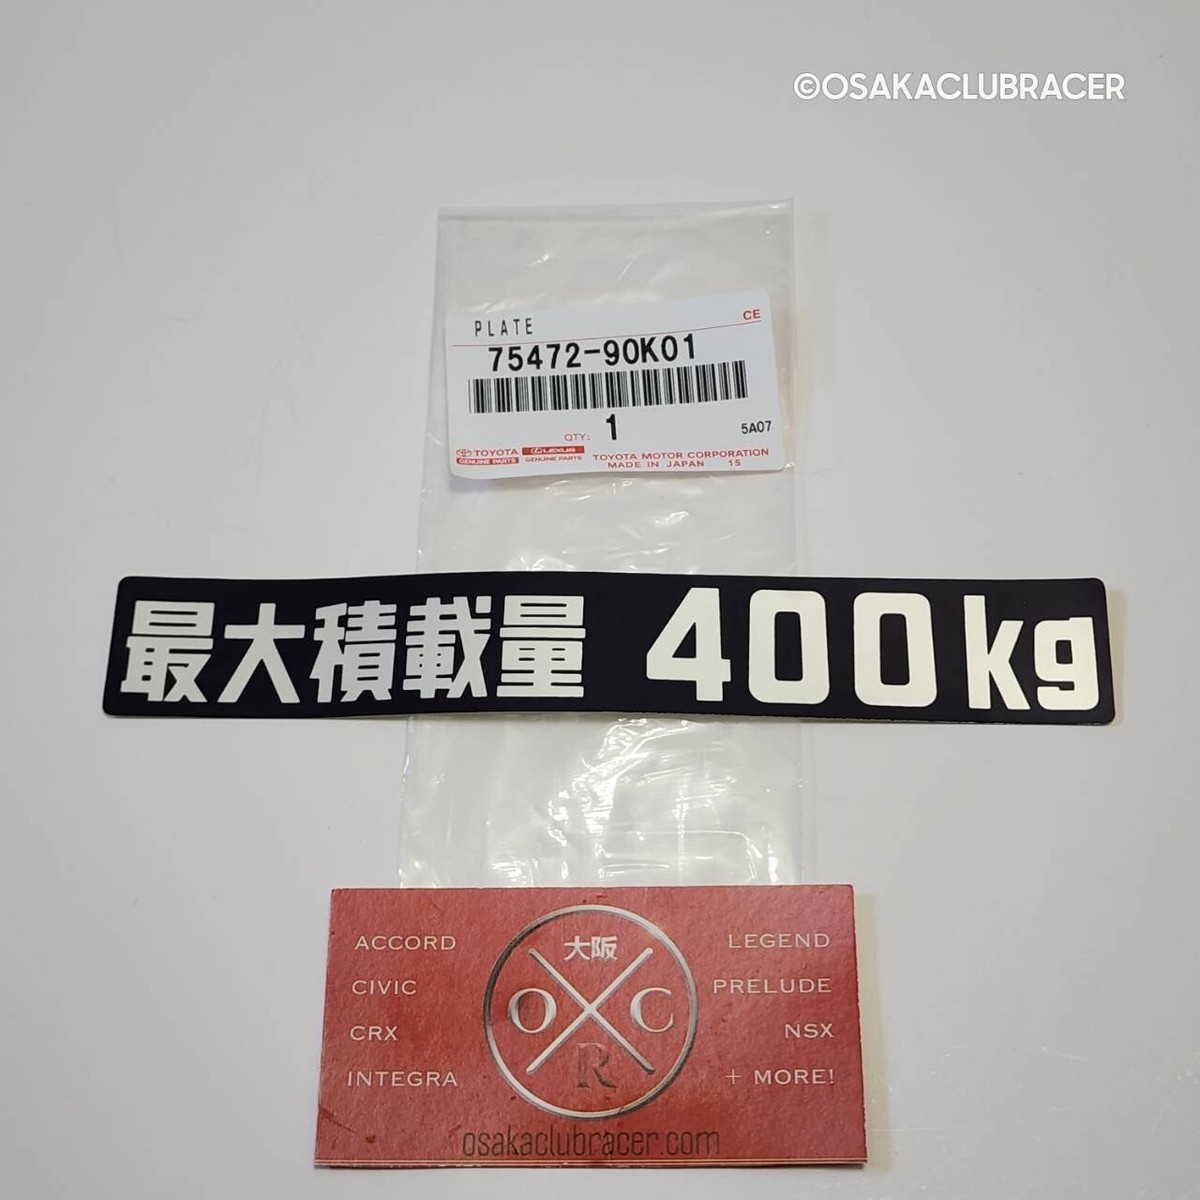 ©OSAKACLUBRACER
PLATE
CE
75472-90K01
QTY: 1
5A07
TOYOTA
GENUINE PARTS
LEXUS
GENUINE PARTS
TOYOTA MOTOR CORPORATION
MADE IN JAPAN 15
最大積載量 400kg
ACCORD
CIVIC
CRX
INTEGRA
大阪
O C
R
LEGEND
PRELUDE
NSX
+ MORE!
osakaclubracer.com